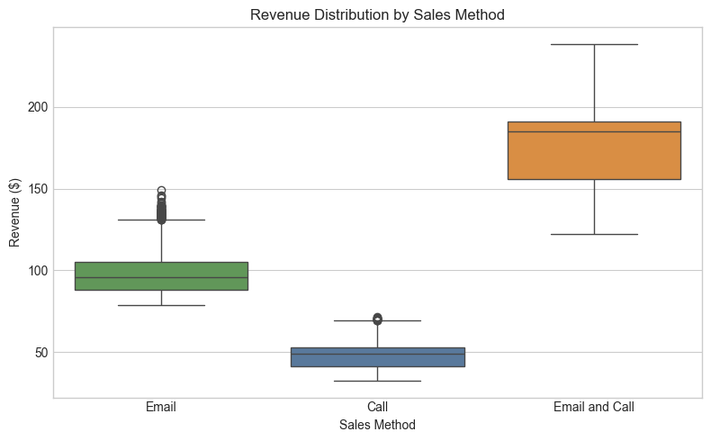 Revenue Distribution by Sales Method
Revenue ($)
200
150
100
50
Email
Call
Email and Call
Sales Method